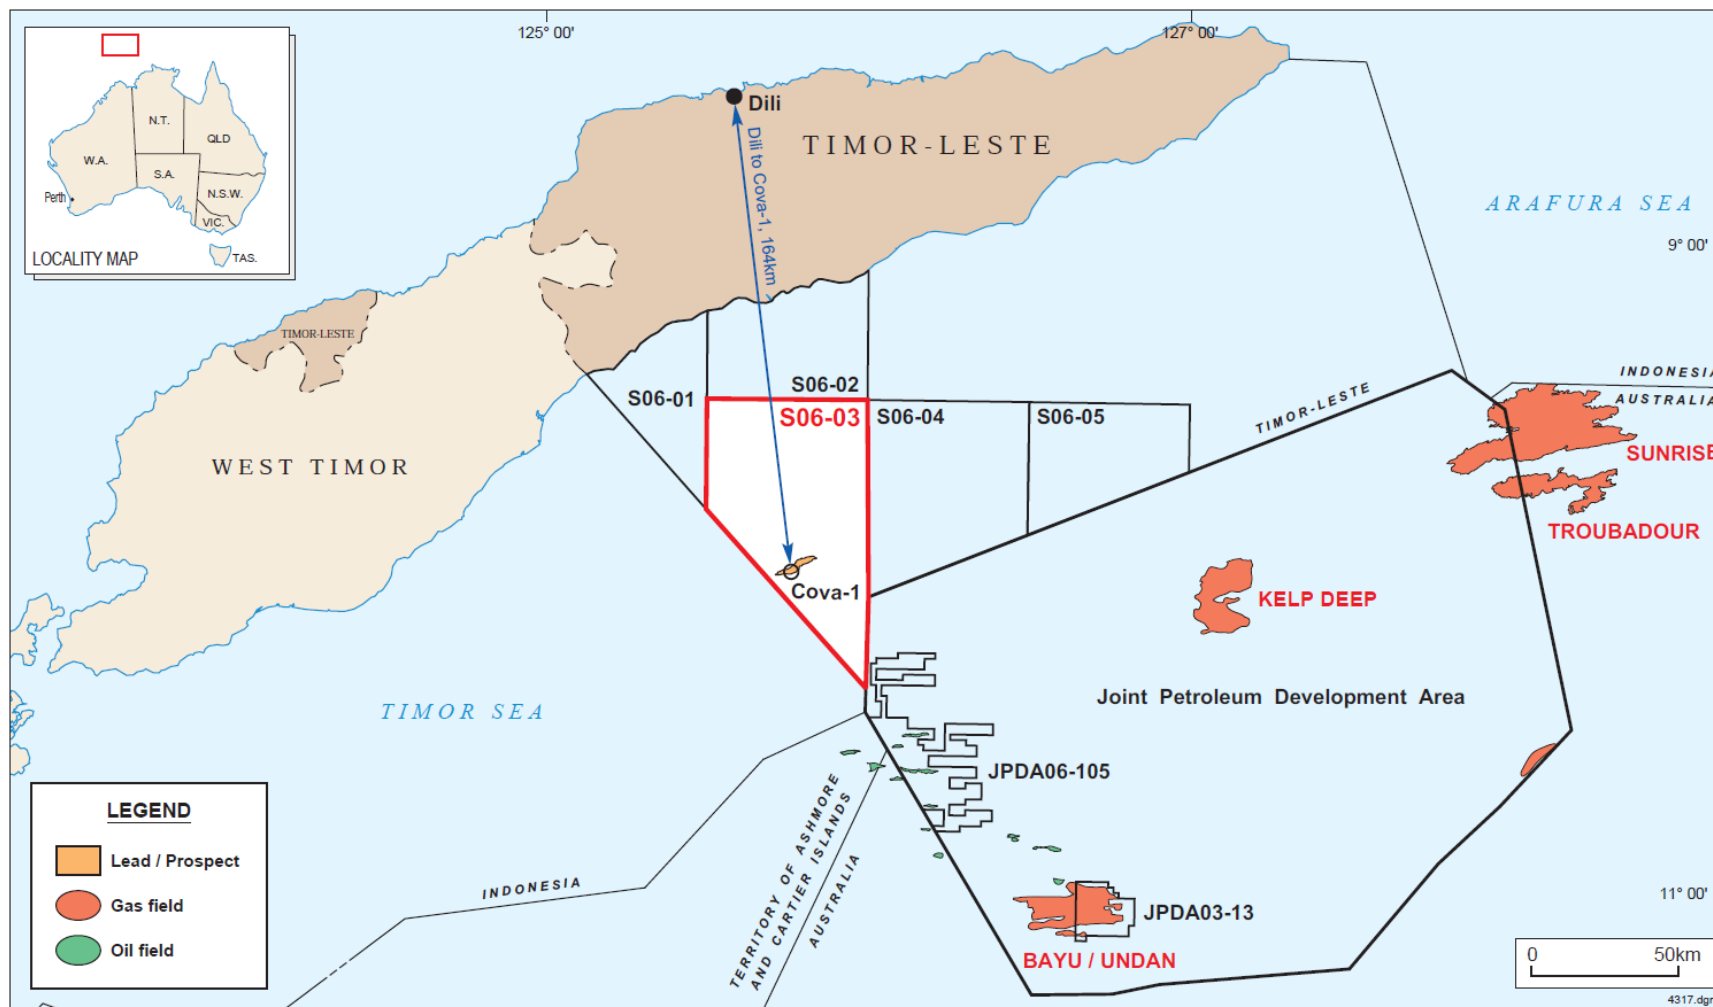 125° 00'
127° 00'
N.T.
QLD
W.A.
S.A.
Perth
N.S.W.
VIC.
TAS.
LOCALITY MAP
Dili
Dili to Cova-1, 164km
TIMOR-LESTE
ARAFURA SEA
9° 00'
TIMOR-LESTE
INDONESIA
AUSTRALIA
S06-01
S06-02
S06-03
S06-04
S06-05
TIMOR-LESTE
WEST TIMOR
SUNRISE
TROUBADOUR
Cova-1
KELP DEEP
TIMOR SEA
Joint Petroleum Development Area
JPDA06-105
TERRITORY OF ASHMORE
AND CARTIER ISLANDS
AUSTRALIA
INDONESIA
LEGEND
Lead / Prospect
Gas field
Oil field
11° 00'
JPDA03-13
BAYU / UNDAN
0 50km
4317.dgn